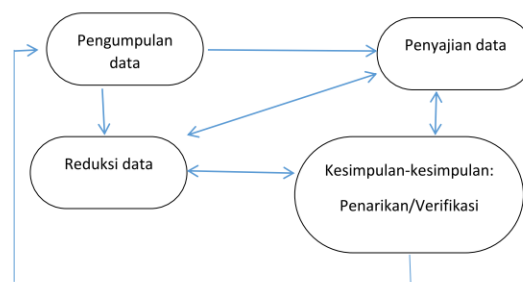 Pengumpulan
data
Penyajian data
Reduksi data
Kesimpulan-kesimpulan:
Penarikan/Verifikasi